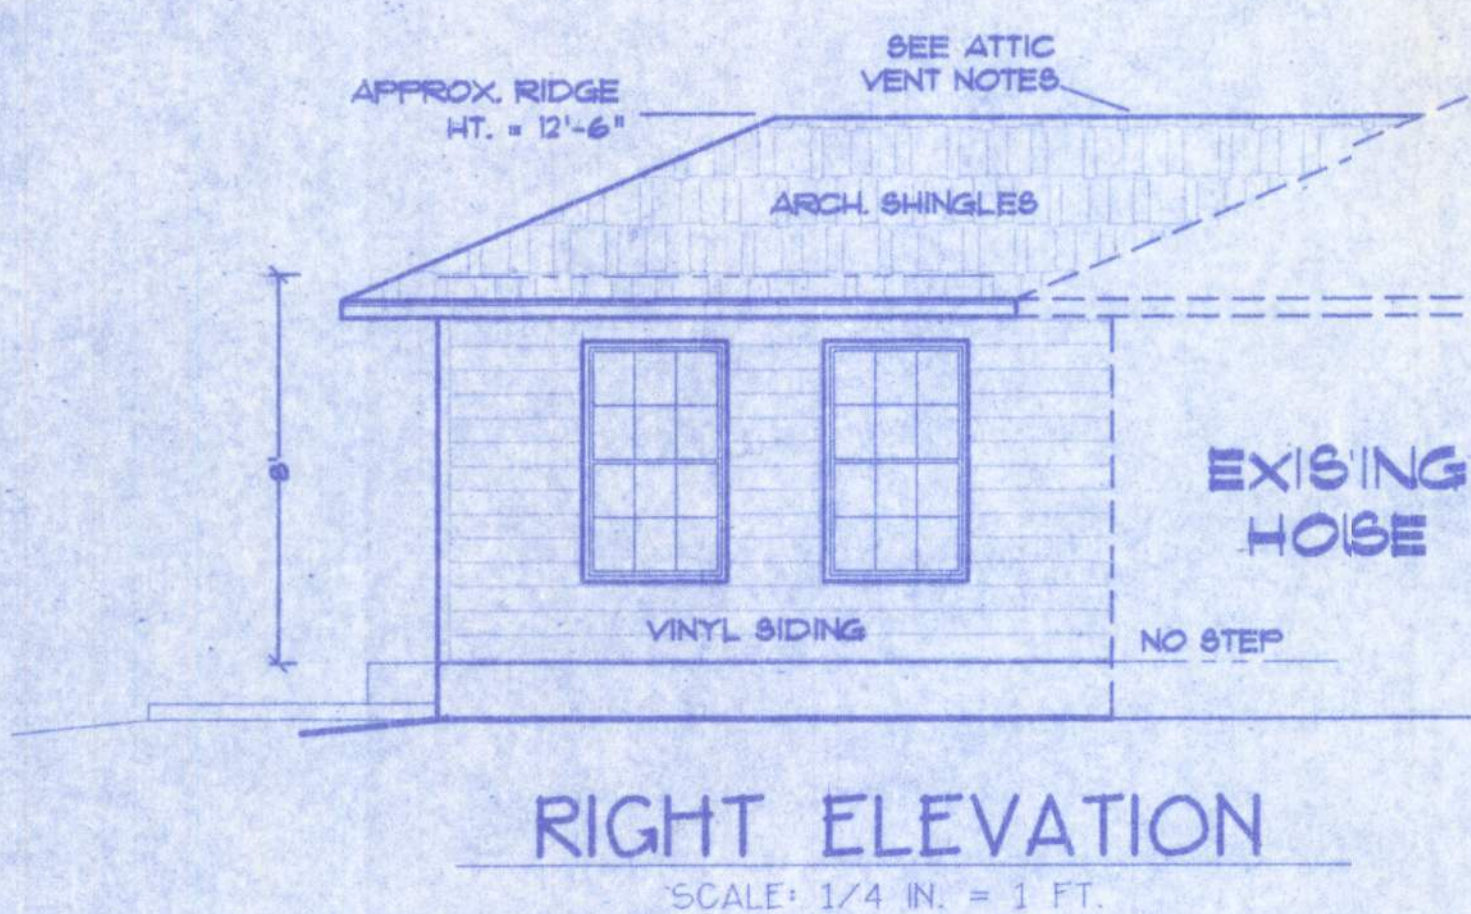 SEE ATTIC
VENT NOTES
APPROX. RIDGE
HT. = 12'-6"
ARCH. SHINGLES
8'
EXIS'ING
HOISE
VINYL SIDING
NO STEP
RIGHT ELEVATION
SCALE: 1/4 IN. = 1 FT.